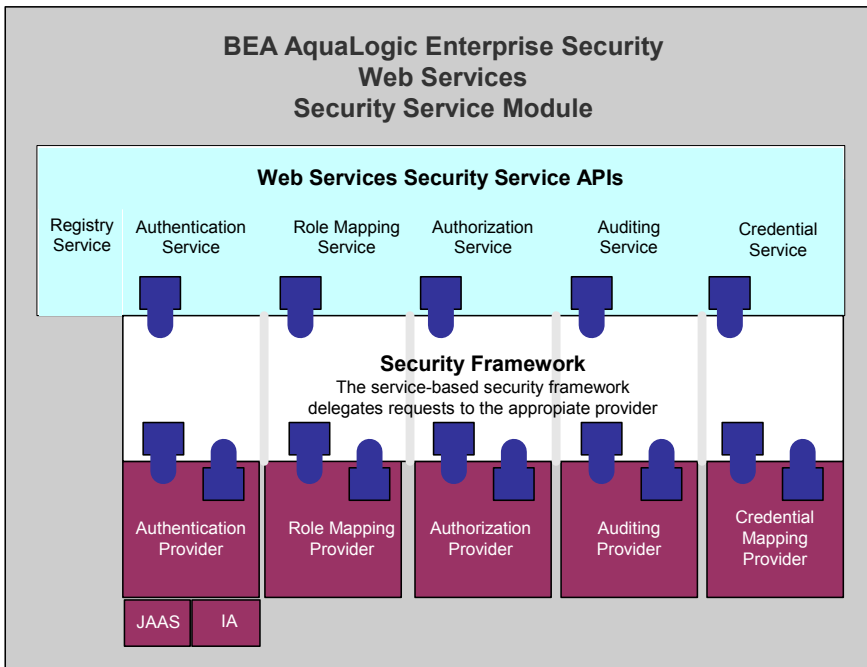 BEA AquaLogic Enterprise Security
Web Services
Security Service Module
Web Services Security Service APIs
Registry
Service
Authentication
Service
Role Mapping
Service
Authorization
Service
Auditing
Service
Credential
Service
Security Framework
The service-based security framework
delegates requests to the appropiate provider
Authentication
Provider
Role Mapping
Provider
Authorization
Provider
Auditing
Provider
Credential
Mapping
Provider
JAAS
IA